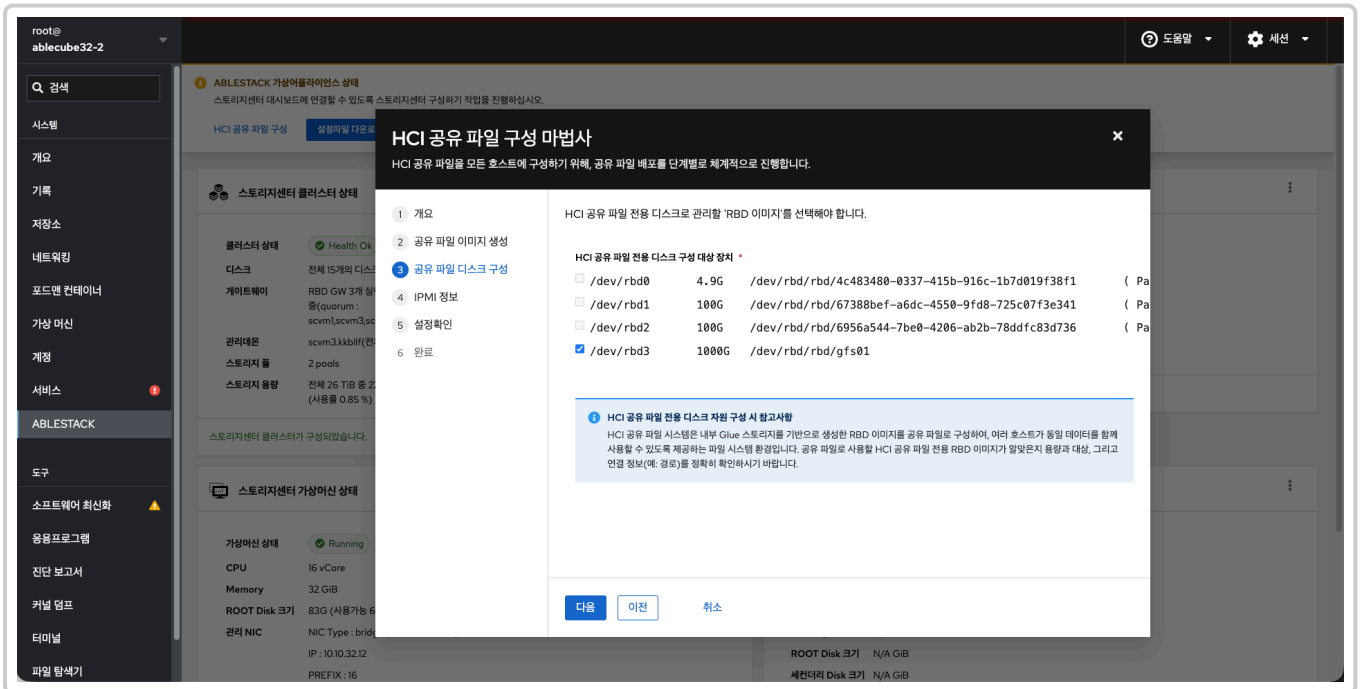 root@
ablecube32-2
도움말
세션
검색
시스템
개요
기록
저장소
네트워킹
포드맨 컨테이너
가상 머신
계정
서비스
ABLESTACK
도구
소프트웨어 최신화
응용프로그램
진단 보고서
커널 덤프
터미널
파일 탐색기
ABLESTACK 가상어플라이언스 상태
스토리지센터 대시보드에 연결할 수 있도록 스토리지센터 구성하기 작업을 진행하십시오.
HCI 공유 파일 구성
설정파일 다운로
스토리지센터 클러스터 상태
클러스터 상태 Health Ok
디스크 전체 15개의 디스
게이트웨이 RBD GW 3개 실
중(quorum :
scvm1,scvm3,sc
관리데몬 scvm3.kkbllf(전
스토리지 풀 2 pools
스토리지 용량 전체 26 TiB 중 2
(사용률 0.85 %)
스토리지센터 클러스터가 구성되었습니다.
스토리지센터 가상머신 상태
가상머신 상태 Running
CPU 16 vCore
Memory 32 GiB
ROOT Disk 크기 83G (사용가능 6
관리 NIC NIC Type : bridg
IP : 10.10.32.12
PREFIX : 16
ROOT Disk 크기 N/A GiB
세컨더리 Disk 크기 N/A GiB
HCI 공유 파일 구성 마법사
HCI 공유 파일을 모든 호스트에 구성하기 위해, 공유 파일 배포를 단계별로 체계적으로 진행합니다.
1 개요
2 공유 파일 이미지 생성
3 공유 파일 디스크 구성
4 IPMI 정보
5 설정확인
6 완료
HCI 공유 파일 전용 디스크로 관리할 'RBD 이미지'를 선택해야 합니다.
HCI 공유 파일 전용 디스크 구성 대상 장치 *
/dev/rbd0 4.9G /dev/rbd/rbd/4c483480-0337-415b-916c-1b7d019f38f1 ( Pa
/dev/rbd1 100G /dev/rbd/rbd/67388bef-a6dc-4550-9fd8-725c07f3e341 ( Pa
/dev/rbd2 100G /dev/rbd/rbd/6956a544-7be0-4206-ab2b-78ddfc83d736 ( Pa
/dev/rbd3 1000G /dev/rbd/rbd/gfs01
HCI 공유 파일 전용 디스크 자원 구성 시 참고사항
HCI 공유 파일 시스템은 내부 Glue 스토리지를 기반으로 생성한 RBD 이미지를 공유 파일로 구성하여, 여러 호스트가 동일 데이터를 함께
사용할 수 있도록 제공하는 파일 시스템 환경입니다. 공유 파일로 사용할 HCI 공유 파일 전용 RBD 이미지가 알맞은지 용량과 대상, 그리고
연결 정보(예: 경로)를 정확히 확인하시기 바랍니다.
다음
이전
취소